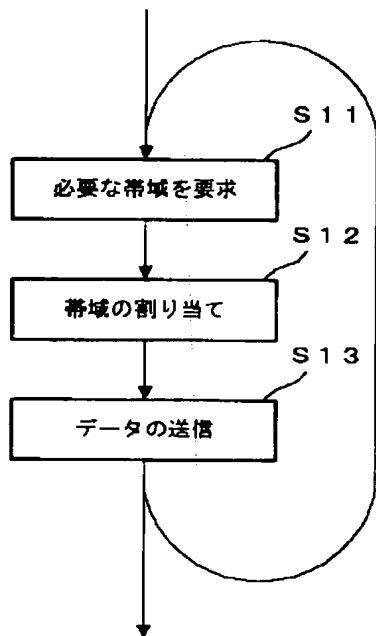 S11
必要な帯域を要求
S12
帯域の割り当て
S13
データの送信